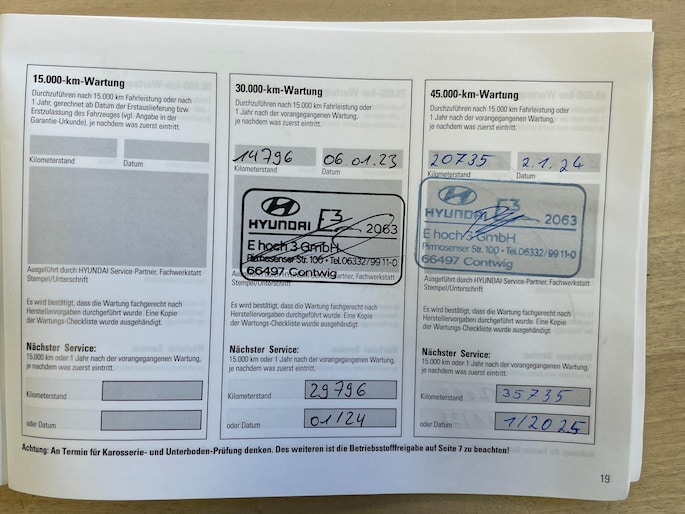 15.000-km-Wartung
Durchzuführen nach 15.000 km Fahrleistung oder nach
1 Jahr, gerechnet ab Datum der Erstauslieferung bzw.
Erstzulassung des Fahrzeuges (vgl. Angabe in der
Garantie-Urkunde), je nachdem was zuerst eintritt.
Kilometerstand Datum
Ausgeführt durch HYUNDAI Service-Partner, Fachwerkstatt
Stempel/Unterschrift
Es wird bestätigt, dass die Wartung fachgerecht nach
Herstellervorgaben durchgeführt wurde. Eine Kopie
der Wartungs-Checkliste wurde ausgehändigt.
Nächster Service:
15.000 km oder 1 Jahr nach der vorangegangenen Wartung,
je nachdem was zuerst eintritt.
Kilometerstand
oder Datum
30.000-km-Wartung
Durchzuführen nach 15.000 km Fahrleistung oder
1 Jahr nach der vorangegangenen Wartung,
je nachdem was zuerst eintritt.
14796 06.01.23
Kilometerstand Datum
HYUNDAI E3 2063
E hoch 3 GmbH
Pirmasenser Str. 100 • Tel. 06332/99 11-0
66497 Contwig
Stempel/Unterschrift
Es wird bestätigt, dass die Wartung fachgerecht nach
Herstellervorgaben durchgeführt wurde. Eine Kopie
der Wartungs-Checkliste wurde ausgehändigt.
Nächster Service:
15.000 km oder 1 Jahr nach der vorangegangenen Wartung,
je nachdem was zuerst eintritt.
Kilometerstand 29796
oder Datum 01/24
45.000-km-Wartung
Durchzuführen nach 15.000 km Fahrleistung oder
1 Jahr nach der vorangegangenen Wartung,
je nachdem was zuerst eintritt.
20735 2.1.24
Kilometerstand Datum
HYUNDAI E3 2063
E hoch 3 GmbH
Pirmasenser Str. 100 • Tel. 06332/99 11-0
66497 Contwig
Ausgeführt durch HYUNDAI Service-Partner, Fachwerkstatt
Stempel/Unterschrift
Es wird bestätigt, dass die Wartung fachgerecht nach
Herstellervorgaben durchgeführt wurde. Eine Kopie
der Wartungs-Checkliste wurde ausgehändigt.
Nächster Service:
15.000 km oder 1 Jahr nach der vorangegangenen Wartung,
je nachdem was zuerst eintritt.
Kilometerstand 35735
oder Datum 1/2025
Achtung: An Termin für Karosserie- und Unterboden-Prüfung denken. Des weiteren ist die Betriebsstofffreigabe auf Seite 7 zu beachten!
19